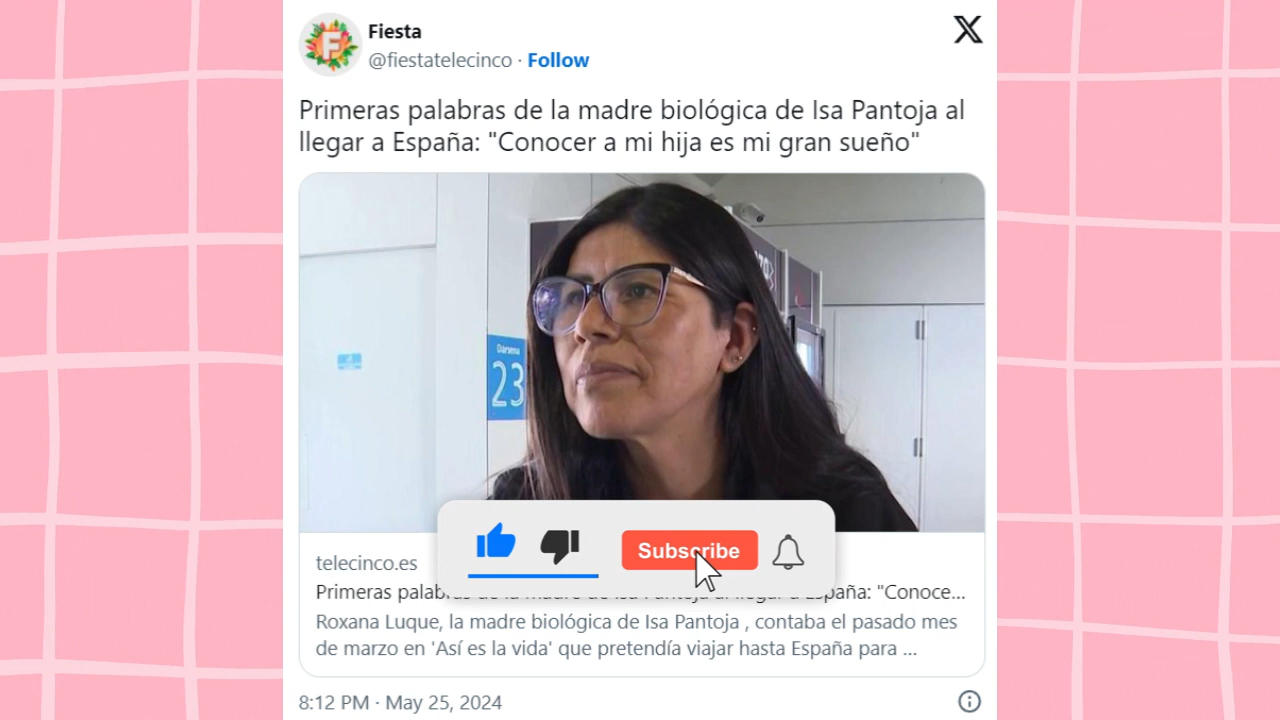 Fiesta
@fiestatelecinco · Follow
Primeras palabras de la madre biológica de Isa Pantoja al
llegar a España: "Conocer a mi hija es mi gran sueño"
Dársena
23
telecinco.es
Subscribe
Primeras España: "Conoce...
Roxana Luque, la madre biológica de Isa Pantoja , contaba el pasado mes
de marzo en 'Así es la vida' que pretendía viajar hasta España para ...
8:12 PM · May 25, 2024